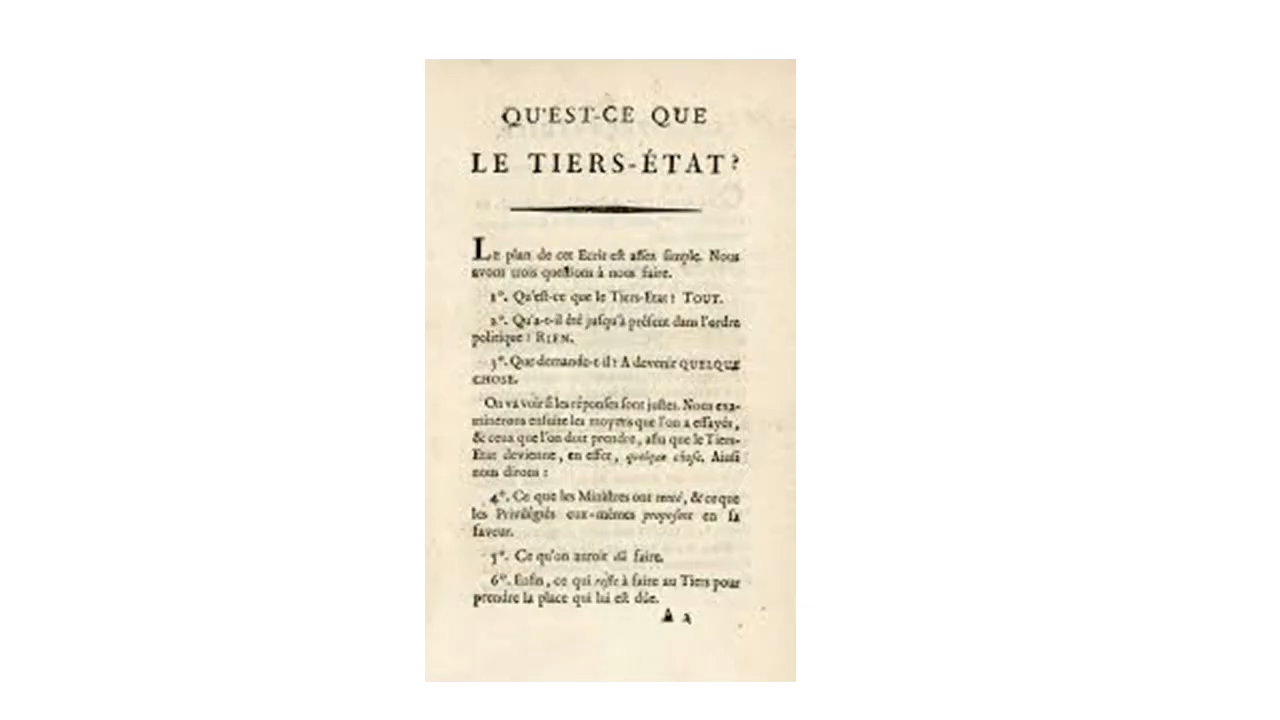 QU'EST-CE QUE
LE TIERS-ÉTAT?
LE plan de cet Ecrit eſt aſſez ſimple. Nous
avons trois queſtions à nous faire.
1°. Qu'eſt-ce que le Tiers-Etat? TOUT.
2°. Qu'a-t-il été juſqu'à préſent dans l'ordre
politique? RIEN.
3°. Que demande-t-il? A devenir QUELQUE
CHOSE.
On va voir ſi les réponſes ſont juſtes. Nous exa-
minerons enſuite les moyens que l'on a eſſayés,
& ceux que l'on doit prendre, afin que le Tiers-
Etat devienne, en effet, quelque choſe. Ainſi
nous dirons :
4°. Ce que les Miniſtres ont tenté, & ce que
les Privilégiés eux-mêmes propoſent en ſa
faveur.
5°. Ce qu'on auroit dû faire.
6°. Enfin, ce qui reſte à faire au Tiers pour
prendre la place qui lui eſt dûe.
A 2